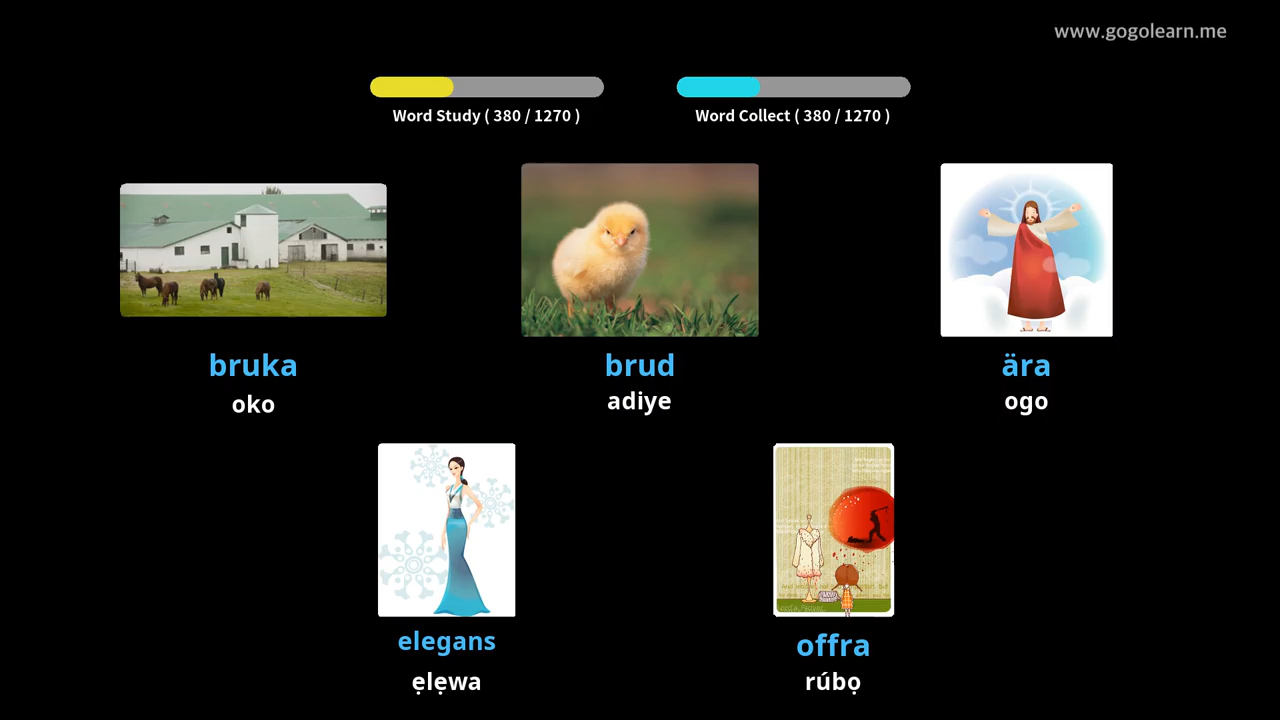 www.gogolearn.me
Word Study ( 380 / 1270 )
Word Collect ( 380 / 1270 )
bruka
brud
ära
oko
adiye
ogo
elegans
offra
ẹlẹwa
rúbọ